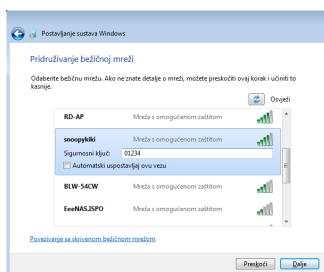 Postavljanje sustava Windows
Pridruživanje bežičnoj mreži
Odaberite bežičnu mrežu. Ako ne znate detalje o mreži, možete preskočiti ovaj korak i učiniti to
kasnije.
Osvježi
RD-AP Mreža s omogućenom zaštitom
snoopykiki Mreža s omogućenom zaštitom
Sigurnosni ključ: 01234
Automatski uspostavljaj ovu vezu
BLW-54CW Mreža s omogućenom zaštitom
EeeNAS.JSPO Mreža s omogućenom zaštitom
Povezivanje sa skrivenom bežičnom mrežom
Preskoči Dalje